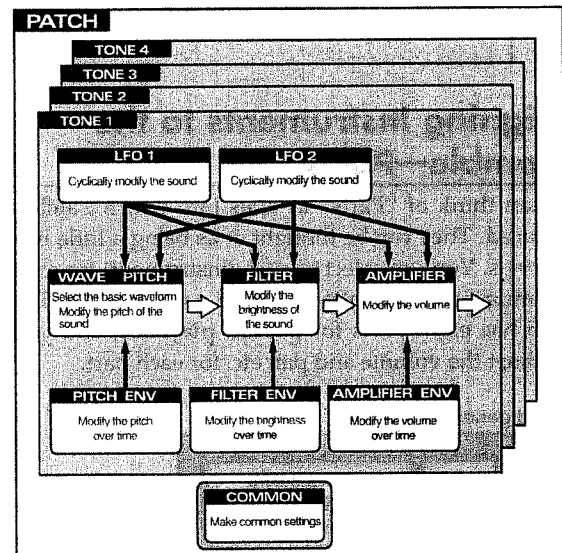 PATCH
TONE 4
TONE 3
TONE 2
TONE 1
LFO 1
Cyclically modify the sound
LFO 2
Cyclically modify the sound
WAVE PITCH
Select the basic waveform
Modify the pitch of the
sound
FILTER
Modify the
brightness of
the sound
AMPLIFIER
Modify the volume
PITCH ENV
Modify the pitch
over time
FILTER ENV
Modify the brightness
over time
AMPLIFIER ENV
Modify the volume
over time
COMMON
Make common settings